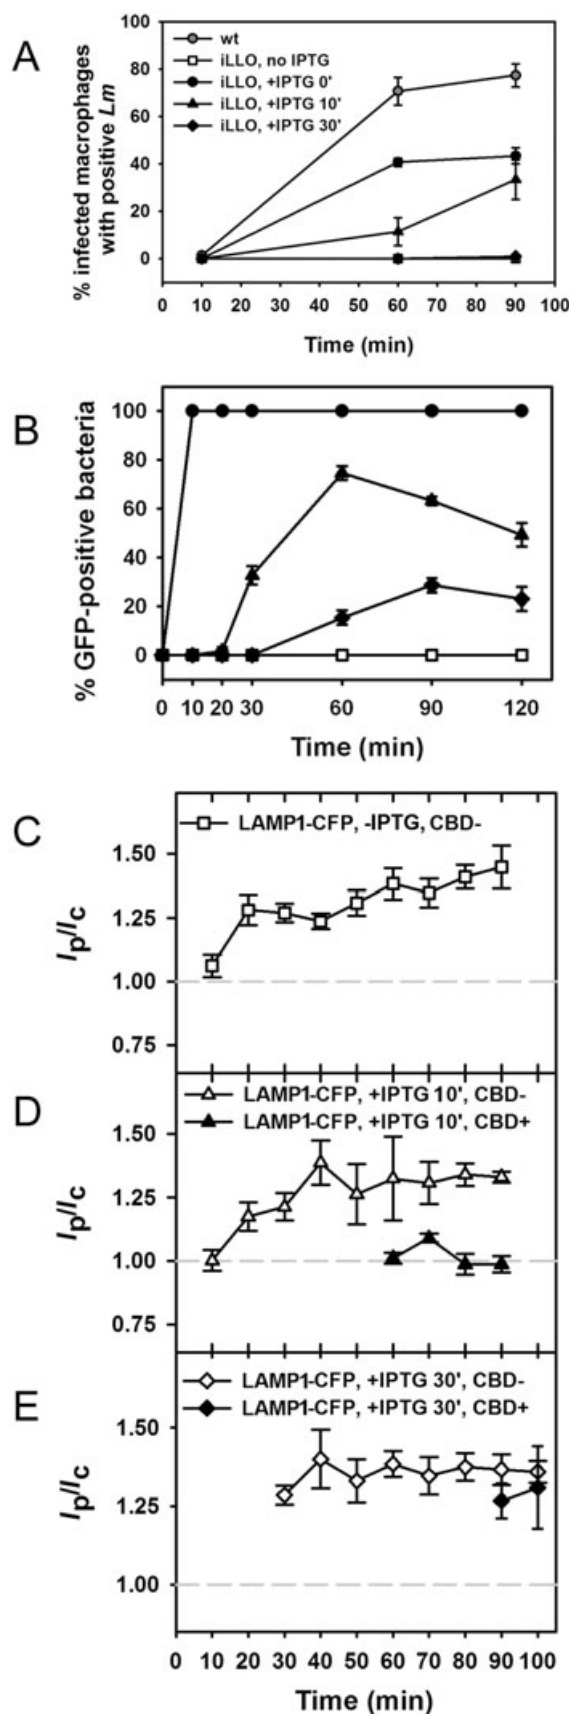 A
% infected macrophages
with positive Lm
100
80
60
40
20
0
wt
iLLO, no IPTG
iLLO, +IPTG 0'
iLLO, +IPTG 10'
iLLO, +IPTG 30'
0 10 20 30 40 50 60 70 80 90 100
Time (min)
B
% GFP-positive bacteria
100
80
60
40
20
0
0 10 20 30 60 90 120
Time (min)
C
LAMP1-CFP, -IPTG, CBD-
Ip/Ic
1.50
1.25
1.00
0.75
D
LAMP1-CFP, +IPTG 10', CBD-
LAMP1-CFP, +IPTG 10', CBD+
Ip/Ic
1.50
1.25
1.00
0.75
E
LAMP1-CFP, +IPTG 30', CBD-
LAMP1-CFP, +IPTG 30', CBD+
Ip/Ic
1.50
1.25
1.00
0 10 20 30 40 50 60 70 80 90 100
Time (min)